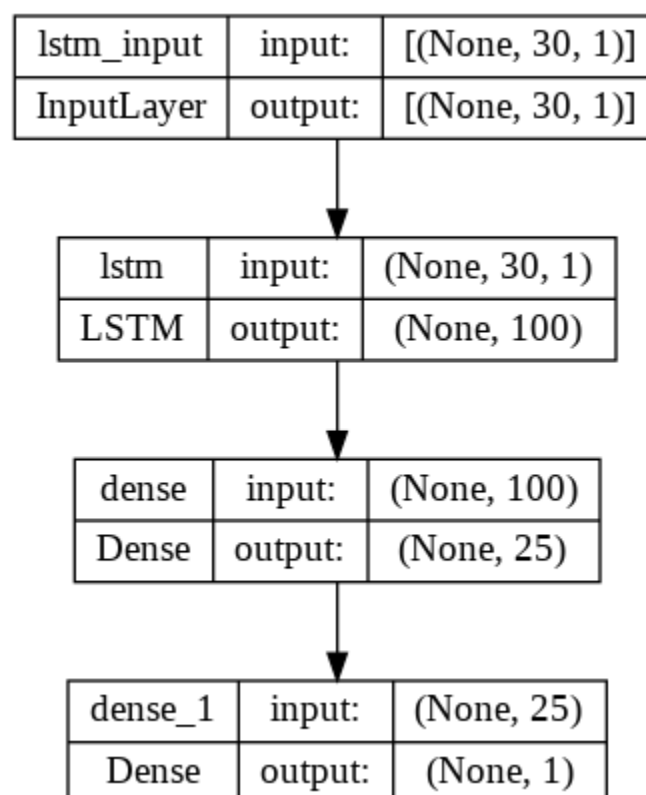 lstm_input input: [(None, 30, 1)]
InputLayer output: [(None, 30, 1)]
lstm input: (None, 30, 1)
LSTM output: (None, 100)
dense input: (None, 100)
Dense output: (None, 25)
dense_1 input: (None, 25)
Dense output: (None, 1)